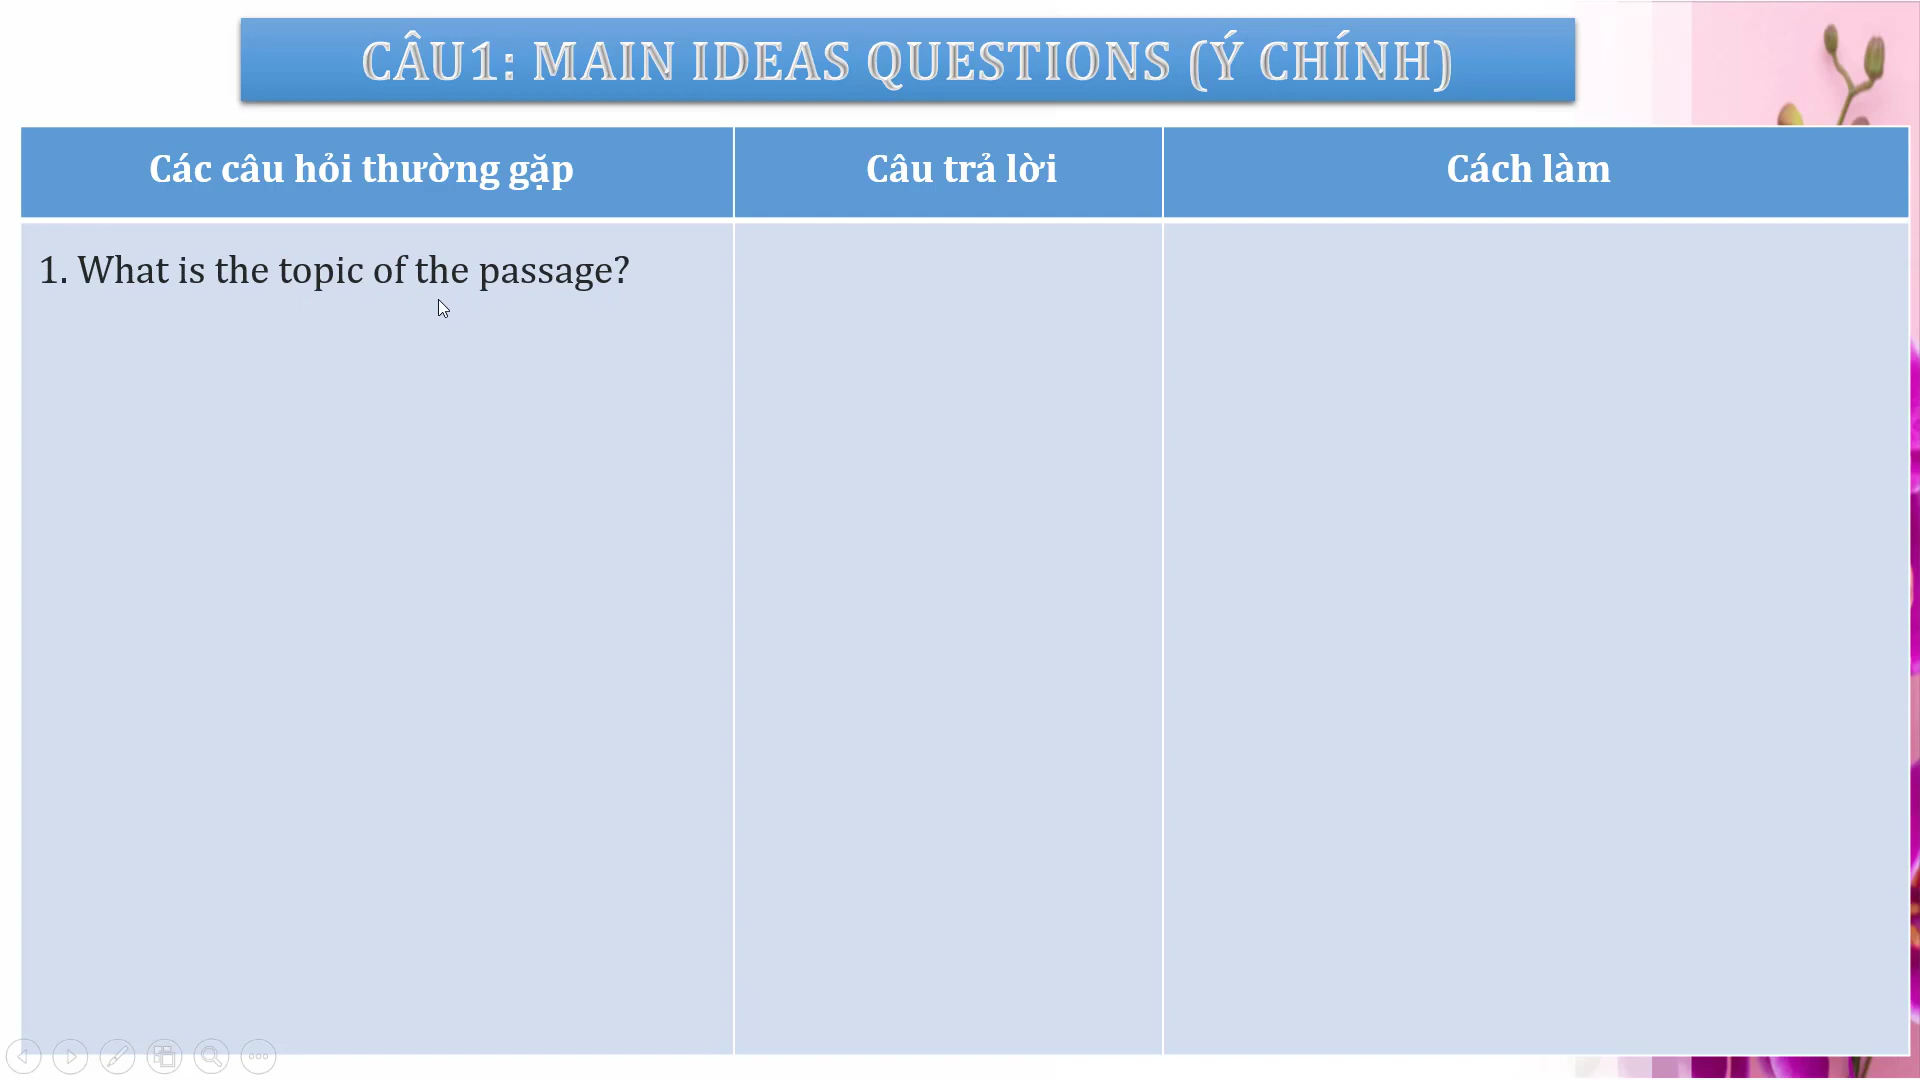 CÂU1: MAIN IDEAS QUESTIONS (Ý CHÍNH)
Các câu hỏi thường gặp
Câu trả lời
Cách làm
1. What is the topic of the passage?